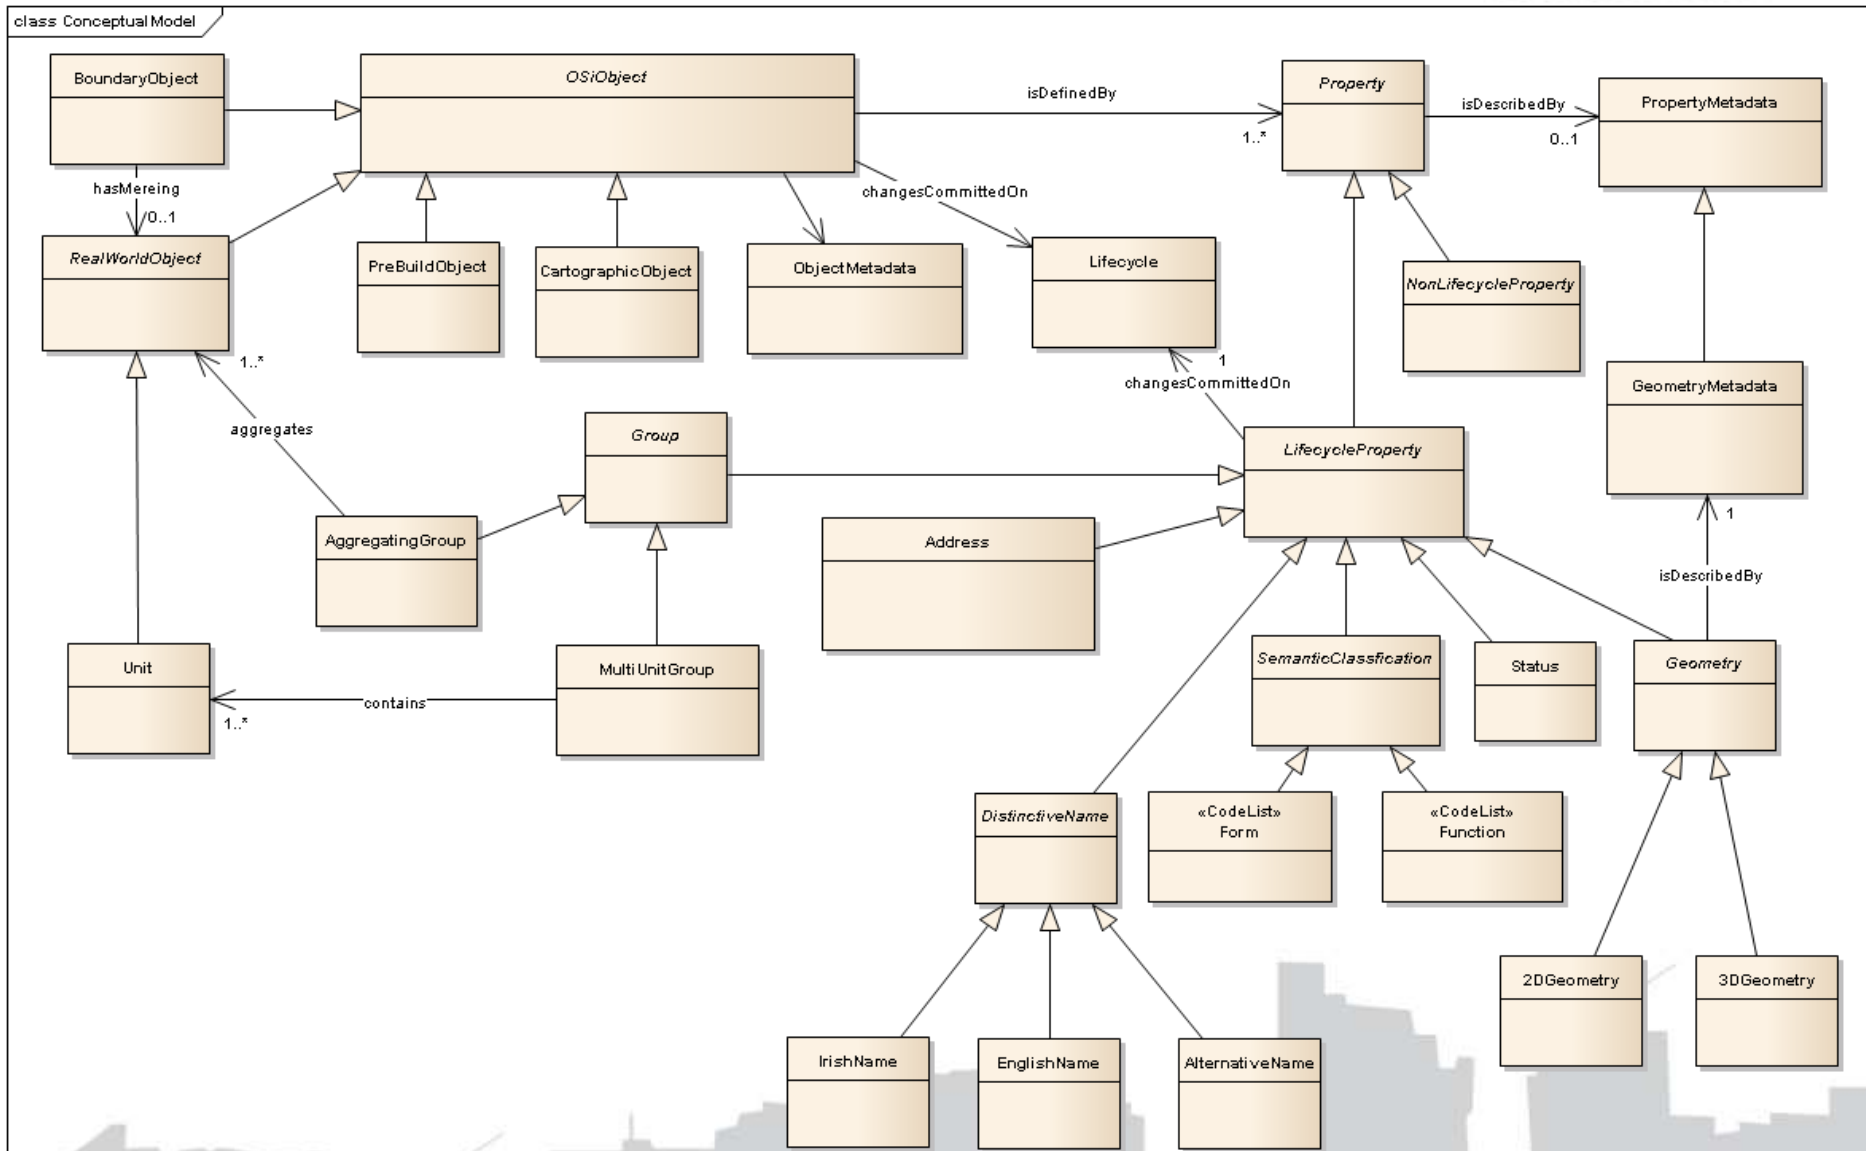 class Conceptual Model
BoundaryObject
OSiObject
Property
PropertyMetadata
isDefinedBy
1..*
isDescribedBy
0..1
hasMereing
0..1
changesCommittedOn
RealWorldObject
PreBuildObject
CartographicObject
ObjectMetadata
Lifecycle
NonLifecycleProperty
1..*
1
changesCommittedOn
GeometryMetadata
aggregates
Group
LifecycleProperty
AggregatingGroup
Address
1
isDescribedBy
Unit
MultiUnitGroup
SemanticClassfication
Status
Geometry
contains
1..*
DistinctiveName
«CodeList»
Form
«CodeList»
Function
2DGeometry
3DGeometry
IrishName
EnglishName
AlternativeName